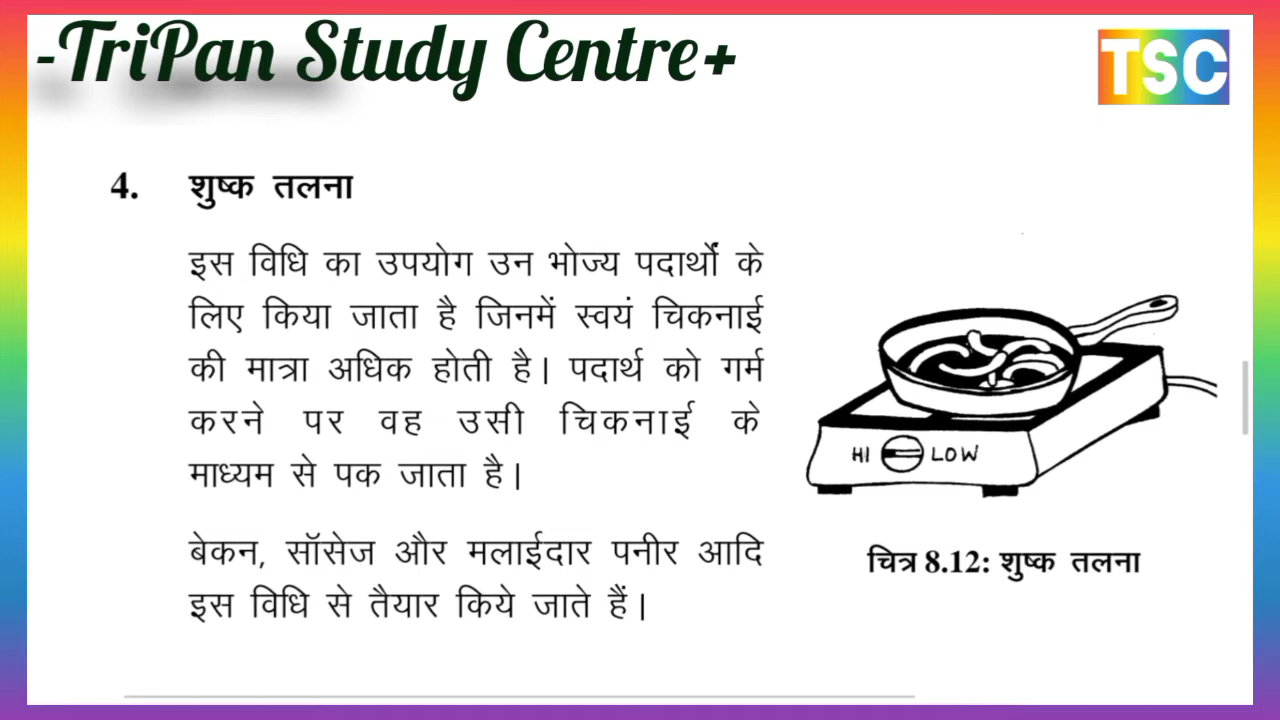 -TriPan Study Centre+
TSC
4. शुष्क तलना
इस विधि का उपयोग उन भोज्य पदार्थों के
लिए किया जाता है जिनमें स्वयं चिकनाई
की मात्रा अधिक होती है। पदार्थ को गर्म
करने पर वह उसी चिकनाई के
माध्यम से पक जाता है।
बेकन, सॉसेज और मलाईदार पनीर आदि
इस विधि से तैयार किये जाते हैं।
HI LOW
चित्र 8.12: शुष्क तलना